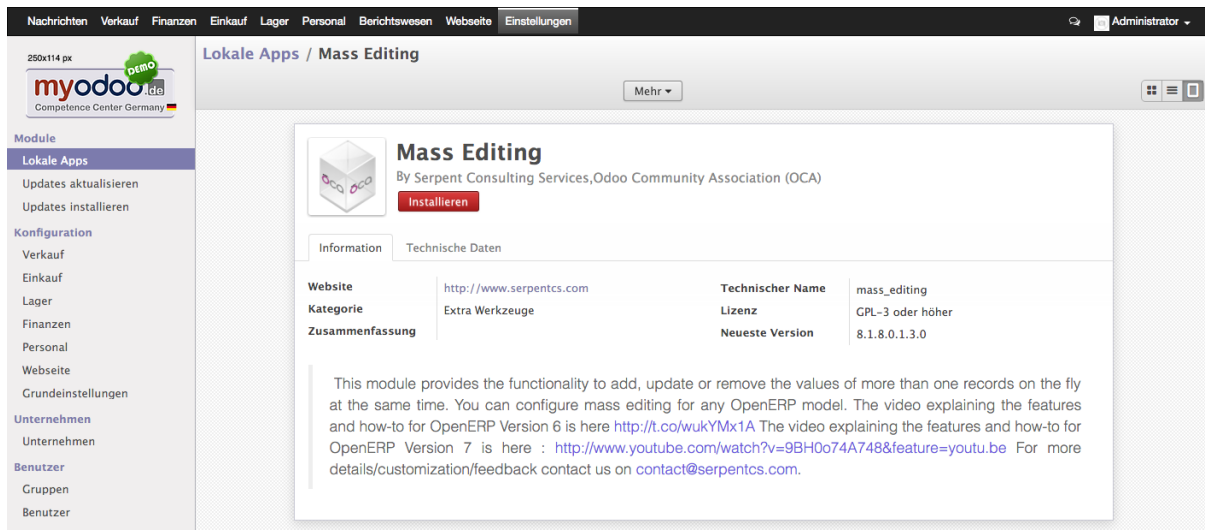 Nachrichten Verkauf Finanzen Einkauf Lager Personal Berichtswesen Webseite Einstellungen Administrator
250x114 px
DEMO
myodoo.de
Competence Center Germany
Module
Lokale Apps
Updates aktualisieren
Updates installieren
Konfiguration
Verkauf
Einkauf
Lager
Finanzen
Personal
Webseite
Grundeinstellungen
Unternehmen
Unternehmen
Benutzer
Gruppen
Benutzer
Lokale Apps / Mass Editing
Mehr
oca oca
Mass Editing
By Serpent Consulting Services,Odoo Community Association (OCA)
Installieren
Information Technische Daten
Website http://www.serpentcs.com Technischer Name mass_editing
Kategorie Extra Werkzeuge Lizenz GPL-3 oder höher
Zusammenfassung Neueste Version 8.1.8.0.1.3.0
This module provides the functionality to add, update or remove the values of more than one records on the fly
at the same time. You can configure mass editing for any OpenERP model. The video explaining the features
and how-to for OpenERP Version 6 is here http://t.co/wukYMx1A The video explaining the features and how-to for
OpenERP Version 7 is here : http://www.youtube.com/watch?v=9BH0o74A748&feature=youtu.be For more
details/customization/feedback contact us on contact@serpentcs.com.